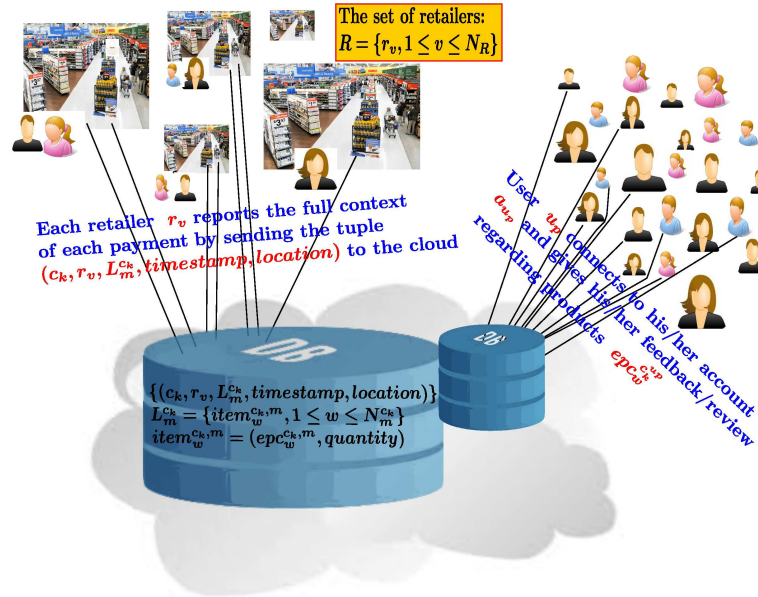 The set of retailers:
R = {r_v, 1 ≤ v ≤ N_R}
Each retailer r_v reports the full context
of each payment by sending the tuple
(c_k, r_v, L_m^{c_k}, timestamp, location) to the cloud
User u_p connects to his/her account
a_{u_p} and gives his/her feedback/review
regarding products epc_w^{c_k^{u_p}}
DB
DB
{(c_k, r_v, L_m^{c_k}, timestamp, location)}
L_m^{c_k} = {item_w^{c_k,m}, 1 ≤ w ≤ N_m^{c_k}}
item_w^{c_k,m} = (epc_w^{c_k,m}, quantity)